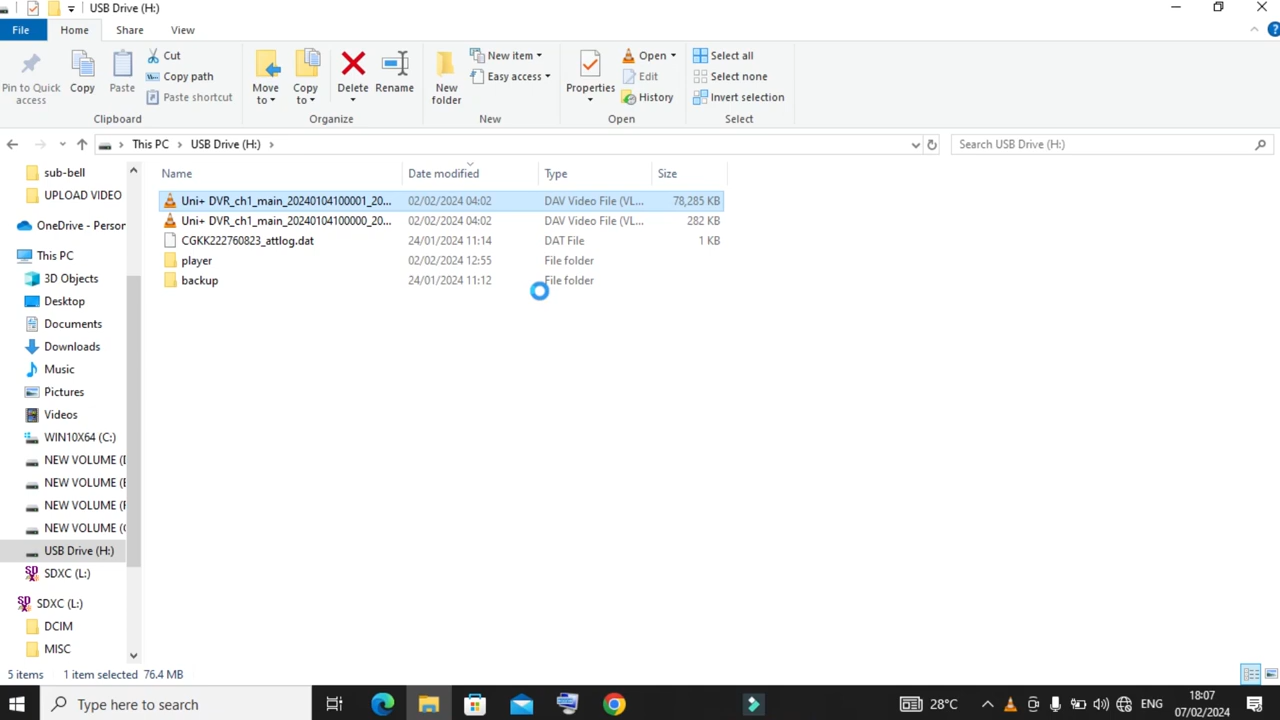 USB Drive (H:)
File
Home
Share
View
Pin to Quick access
Copy
Paste
Cut
Copy path
Paste shortcut
Clipboard
Move to
Copy to
Delete
Rename
Organize
New folder
New item
Easy access
New
Properties
Open
Edit
History
Open
Select all
Select none
Invert selection
Select
This PC
USB Drive (H:)
Search USB Drive (H:)
sub-bell
UPLOAD VIDEO
OneDrive - Person
This PC
3D Objects
Desktop
Documents
Downloads
Music
Pictures
Videos
WIN10X64 (C:)
NEW VOLUME (
NEW VOLUME (
NEW VOLUME (
NEW VOLUME (
USB Drive (H:)
SDXC (L:)
SDXC (L:)
DCIM
MISC
Name Date modified Type Size
Uni+ DVR_ch1_main_20240104100001_20... 02/02/2024 04:02 DAV Video File (VL... 78,285 KB
Uni+ DVR_ch1_main_20240104100000_20... 02/02/2024 04:02 DAV Video File (VL... 282 KB
CGKK222760823_attlog.dat 24/01/2024 11:14 DAT File 1 KB
player 02/02/2024 12:55 File folder
backup 24/01/2024 11:12 File folder
5 items 1 item selected 76.4 MB
Type here to search
28°C
ENG
18:07
07/02/2024